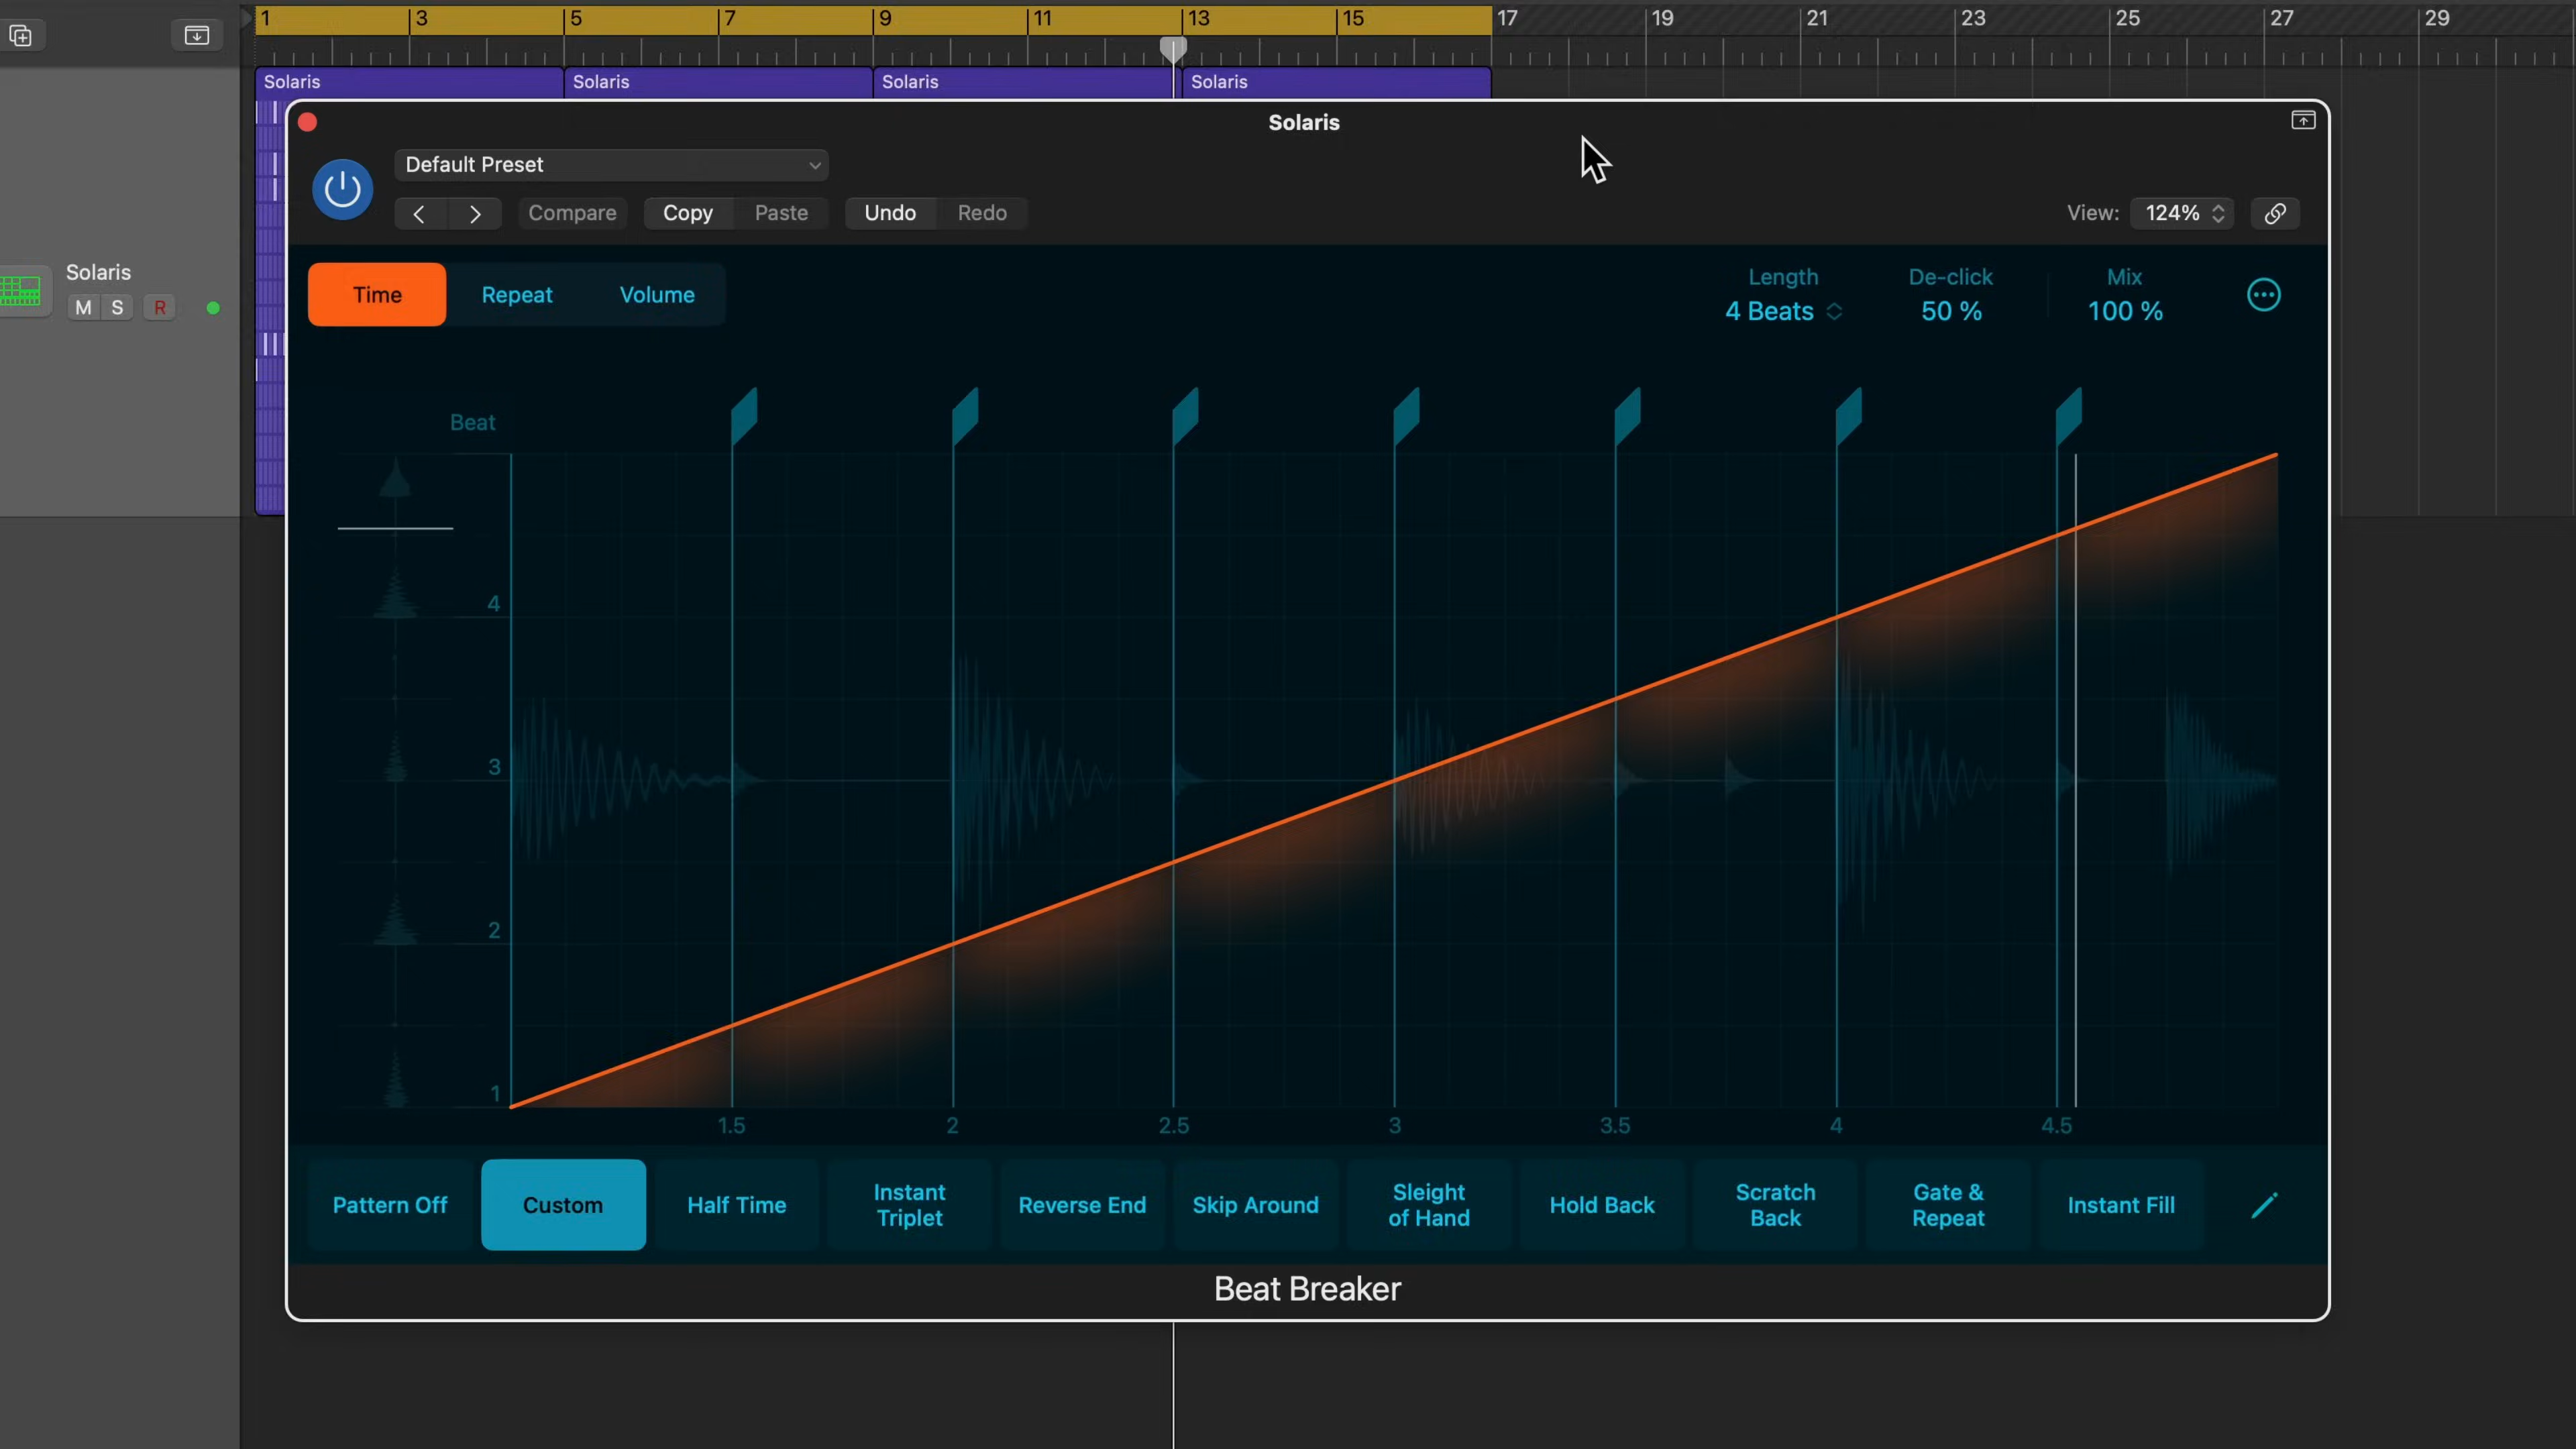 1 3 5 7 9 11 13 15 17 19 21 23 25 27 29
Solaris Solaris Solaris Solaris
Solaris
Default Preset
Compare Copy Paste Undo Redo View: 124%
Solaris
M S R
Time Repeat Volume
Length De-click Mix
4 Beats 50 % 100 %
Beat
4
3
2
1
1.5 2 2.5 3 3.5 4 4.5
Pattern Off
Custom
Half Time
Instant
Triplet
Reverse End
Skip Around
Sleight
of Hand
Hold Back
Scratch
Back
Gate &
Repeat
Instant Fill
Beat Breaker